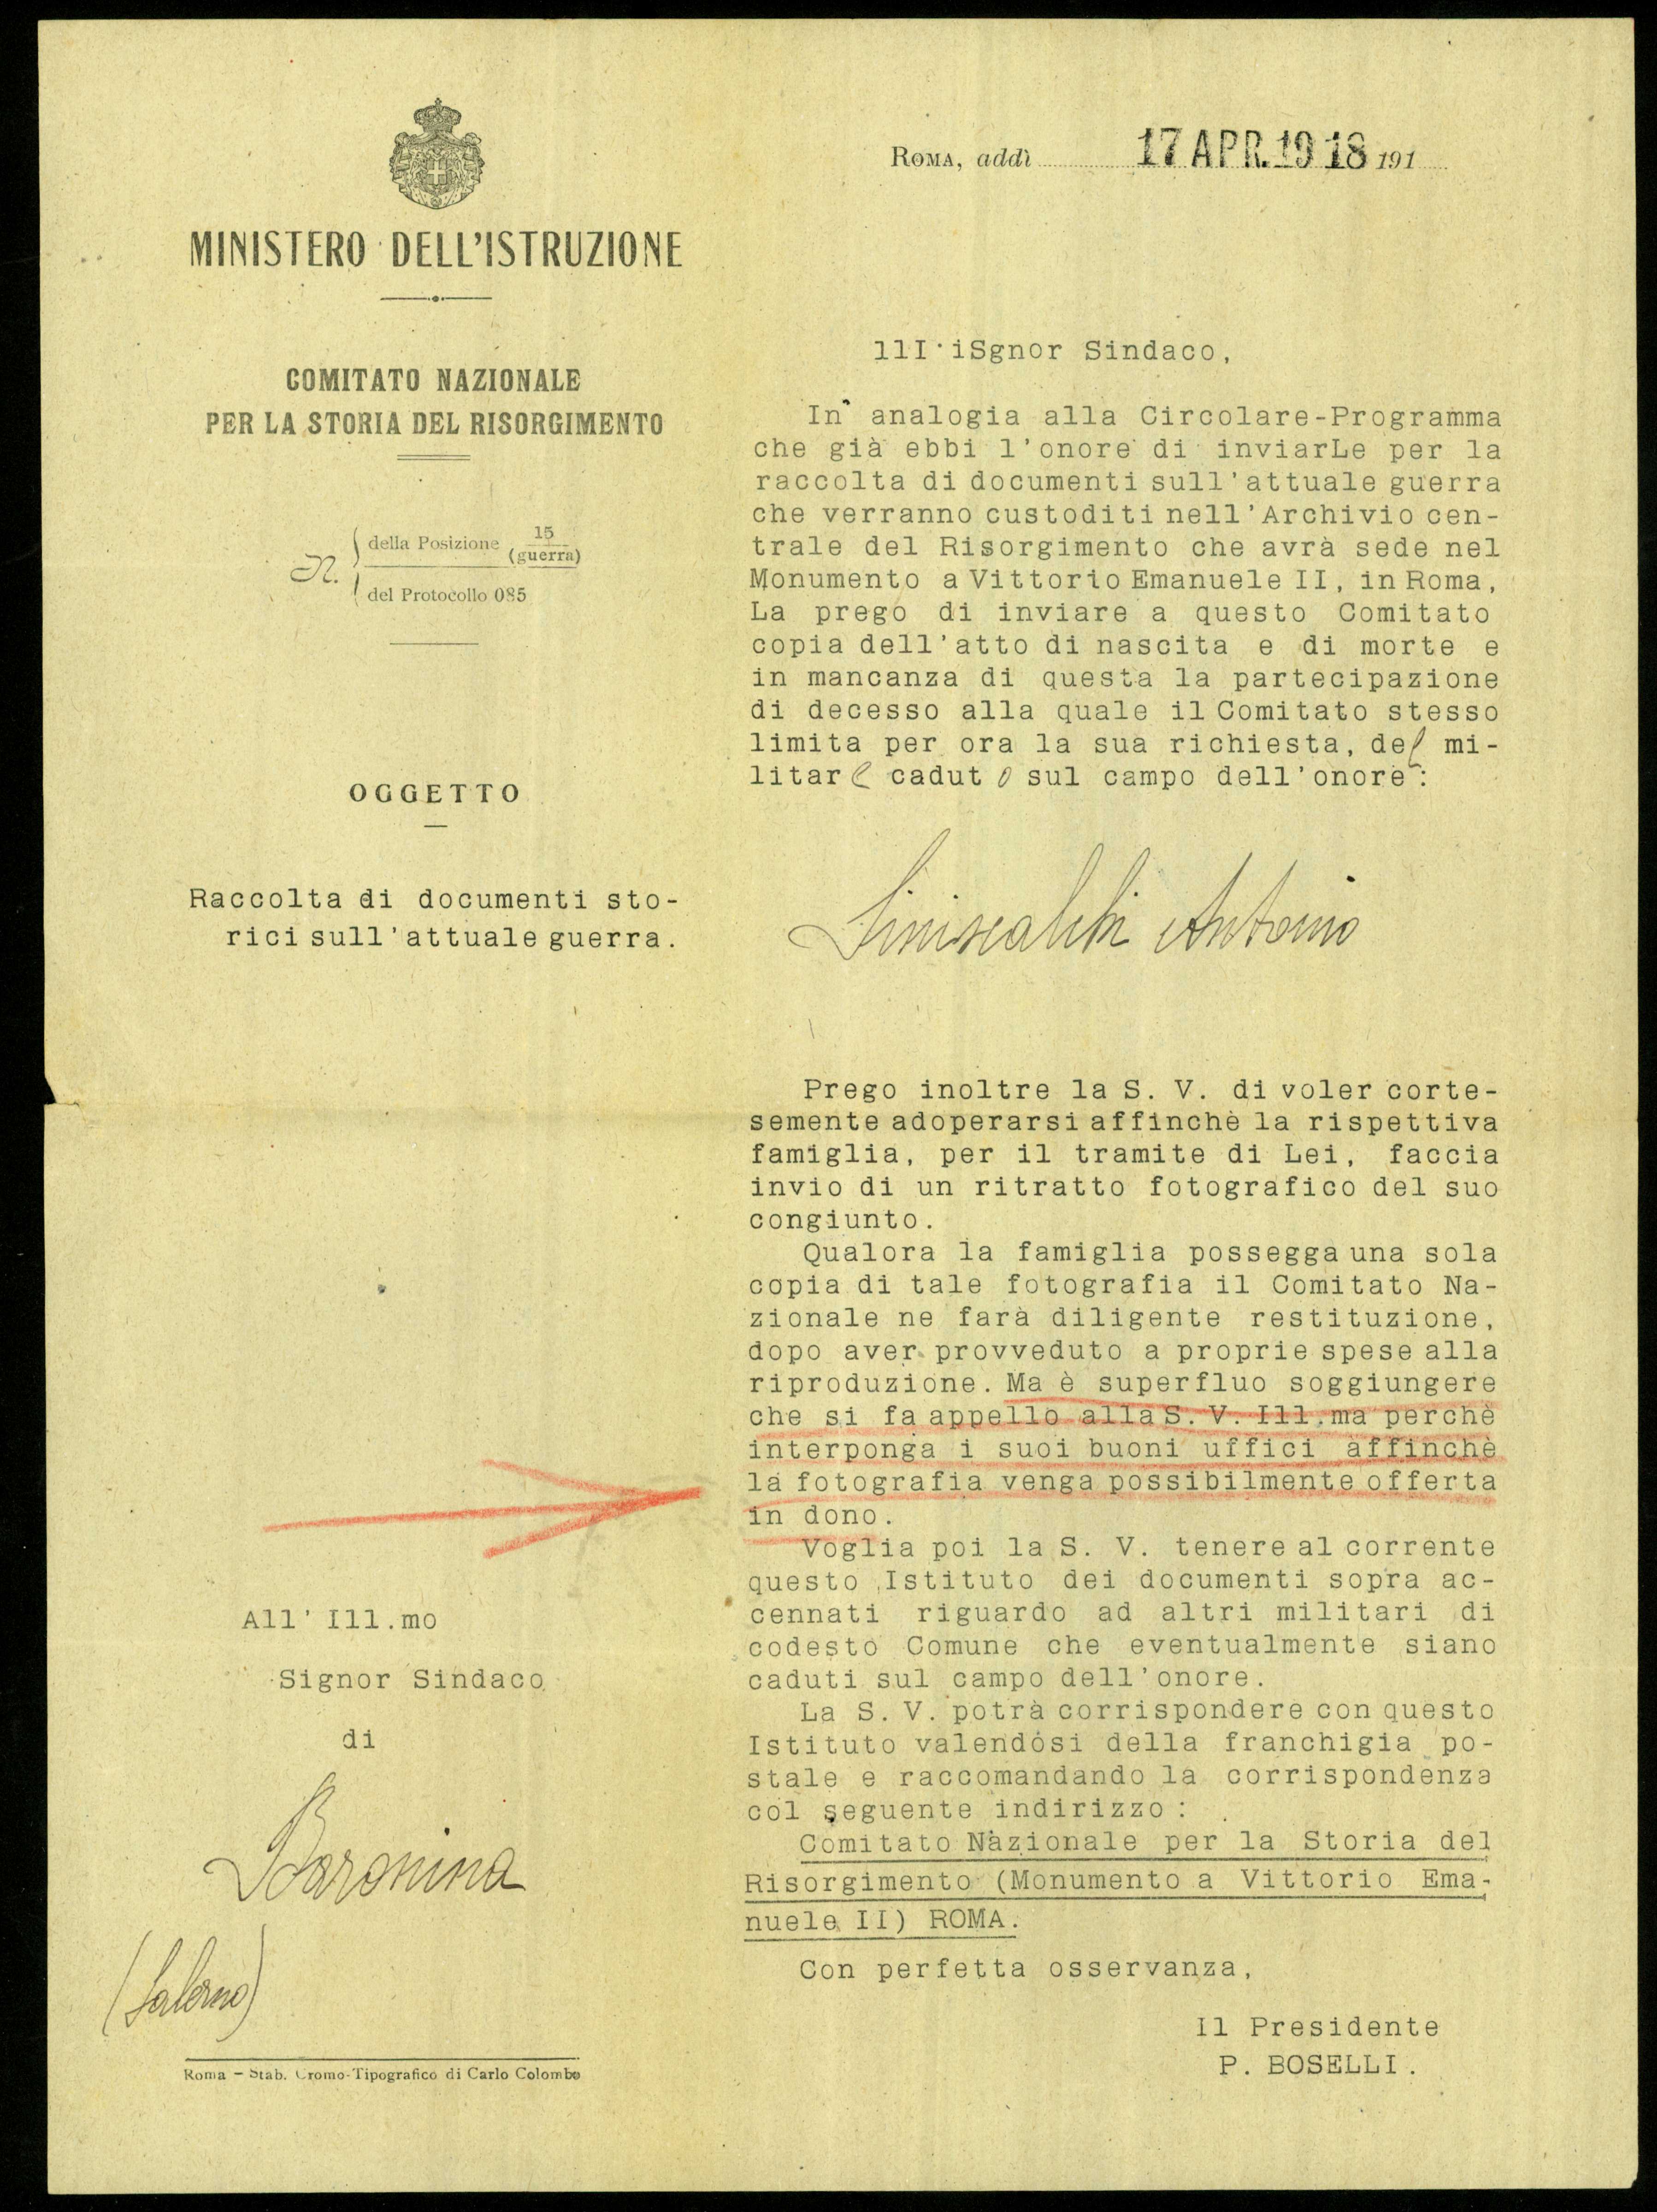 MINISTERO DELL'ISTRUZIONE
COMITATO NAZIONALE
PER LA STORIA DEL RISORGIMENTO
N.
della Posizione 15 (guerra)
del Protocollo 085
OGGETTO
Raccolta di documenti sto-
rici sull'attuale guerra.
All' Ill.mo
Signor Sindaco
di
Baronina
(Salerno)
Roma – Stab. Cromo-Tipografico di Carlo Colombo
ROMA, addì 17 APR. 1918 191
llI·iSgnor Sindaco,
In analogia alla Circolare-Programma
che già ebbi l'onore di inviarLe per la
raccolta di documenti sull'attuale guerra
che verranno custoditi nell'Archivio cen-
trale del Risorgimento che avrà sede nel
Monumento a Vittorio Emanuele II, in Roma,
La prego di inviare a questo Comitato
copia dell'atto di nascita e di morte e
in mancanza di questa la partecipazione
di decesso alla quale il Comitato stesso
limita per ora la sua richiesta, del mi-
litare caduto sul campo dell'onore:
Siniscalchi Antonio
Prego inoltre la S. V. di voler corte-
semente adoperarsi affinchè la rispettiva
famiglia, per il tramite di Lei, faccia
invio di un ritratto fotografico del suo
congiunto.
Qualora la famiglia possegga una sola
copia di tale fotografia il Comitato Na-
zionale ne farà diligente restituzione,
dopo aver provveduto a proprie spese alla
riproduzione. Ma è superfluo soggiungere
che si fa appello alla S. V. Ill.ma perchè
interponga i suoi buoni uffici affinchè
la fotografia venga possibilmente offerta
in dono.
Voglia poi la S. V. tenere al corrente
questo Istituto dei documenti sopra ac-
cennati riguardo ad altri militari di
codesto Comune che eventualmente siano
caduti sul campo dell'onore.
La S. V. potrà corrispondere con questo
Istituto valendosi della franchigia po-
stale e raccomandando la corrispondenza
col seguente indirizzo:
Comitato Nazionale per la Storia del
Risorgimento (Monumento a Vittorio Ema-
nuele II) ROMA.
Con perfetta osservanza,
Il Presidente
P. BOSELLI.